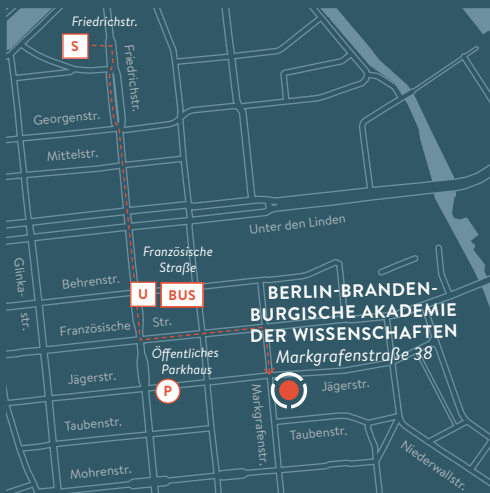 Friedrichstr.
S
Friedrichstr.
Georgenstr.
Mittelstr.
Unter den Linden
Französische
Straße
Glinka-
str.
Behrenstr.
U
BUS
BERLIN-BRANDEN-
BURGISCHE AKADEMIE
DER WISSENSCHAFTEN
Markgrafenstraße 38
Französische Str.
Öffentliches
Parkhaus
P
Jägerstr.
Jägerstr.
Markgrafenstr.
Taubenstr.
Taubenstr.
Niederwallstr.
Mohrenstr.